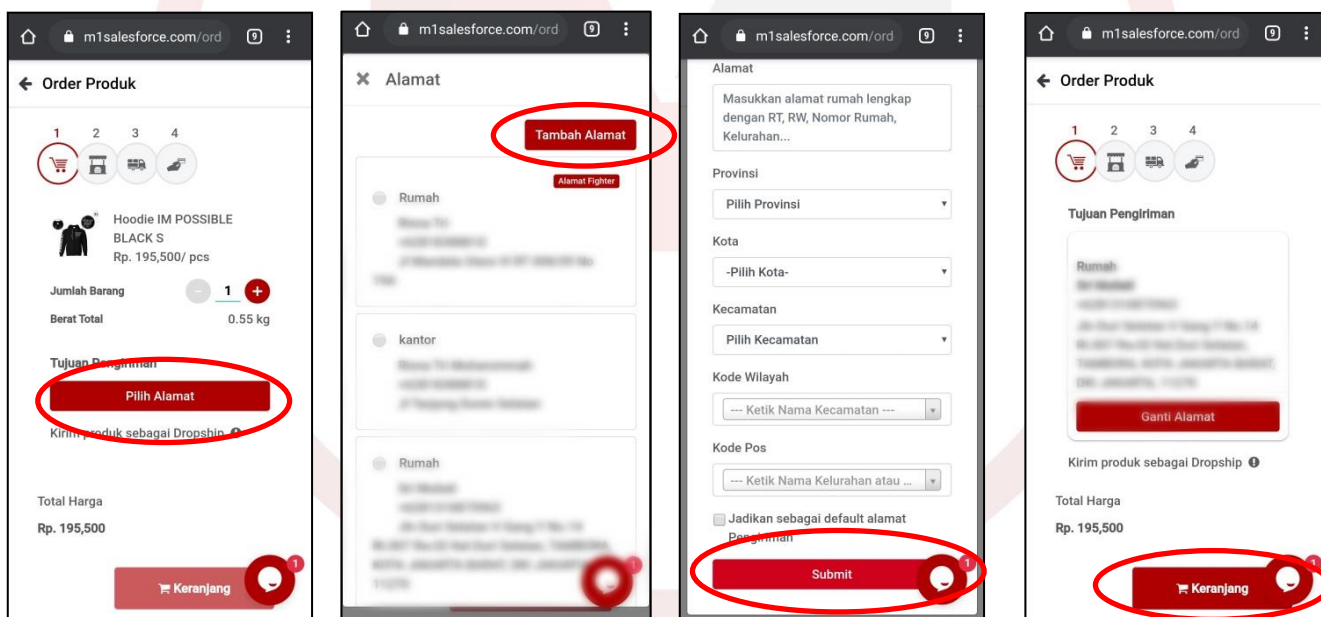 m1salesforce.com/ord
9
Order Produk
1 2 3 4
Hoodie IM POSSIBLE
BLACK S
Rp. 195,500/ pcs
Jumlah Barang
1
Berat Total
0.55 kg
Tujuan Pengiriman
Pilih Alamat
Kirim produk sebagai Dropship
Total Harga
Rp. 195,500
Keranjang
1
m1salesforce.com/ord
9
Alamat
Tambah Alamat
Alamat Fighter
Rumah
kantor
Rumah
m1salesforce.com/ord
9
Alamat
Masukkan alamat rumah lengkap
dengan RT, RW, Nomor Rumah,
Kelurahan...
Provinsi
Pilih Provinsi
Kota
-Pilih Kota-
Kecamatan
Pilih Kecamatan
Kode Wilayah
--- Ketik Nama Kecamatan ---
Kode Pos
--- Ketik Nama Kelurahan atau ...
Jadikan sebagai default alamat
Pengiriman
Submit
1
m1salesforce.com/ord
9
Order Produk
1 2 3 4
Tujuan Pengiriman
Rumah
Ganti Alamat
Kirim produk sebagai Dropship
Total Harga
Rp. 195,500
Keranjang
1